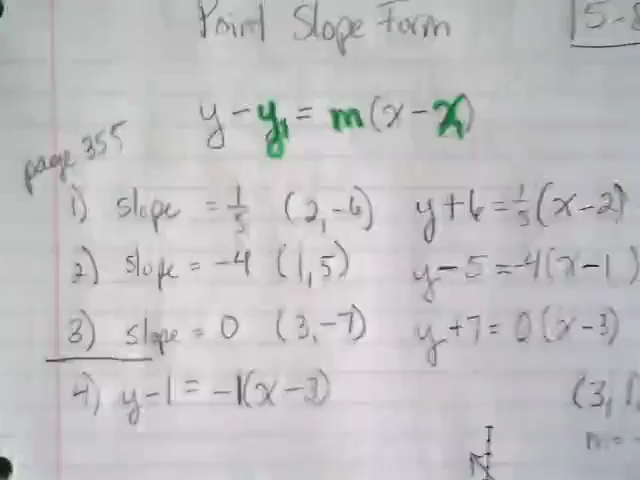 Point Slope Form
5-8
y - y₁ = m(x - x₁)
page 355
1) slope = 1/5 (2, -6) y + 6 = 1/5 (x - 2)
2) slope = -4 (1, 5) y - 5 = -4(x - 1)
3) slope = 0 (3, -7) y + 7 = 0(x - 3)
4) y - 1 = -1(x - 3) (3, 1
m = -